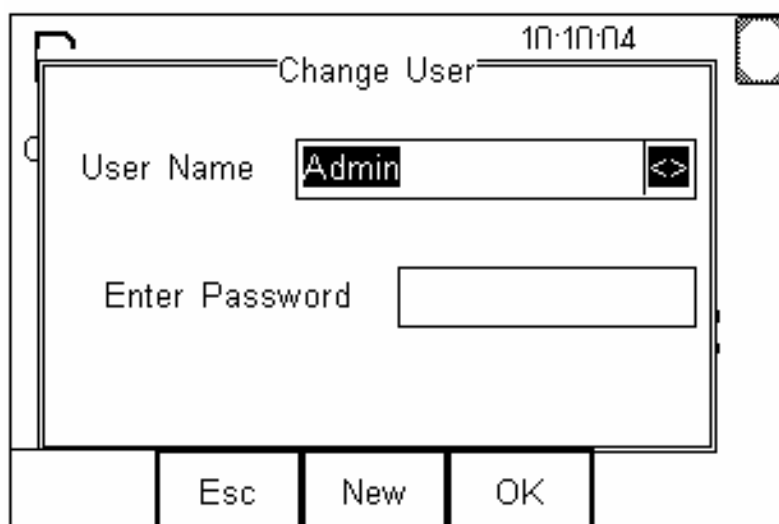 10:10:04
Change User
User Name Admin <>
Enter Password
Esc New OK